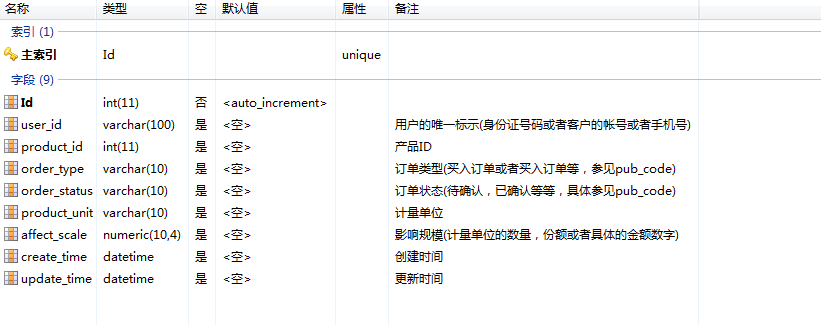 名称 类型 空 默认值 属性 备注
索引 (1)
主索引 Id unique
字段 (9)
Id int(11) 否 <auto_increment>
user_id varchar(100) 是 <空> 用户的唯一标示(身份证号码或者客户的帐号或者手机号)
product_id int(11) 是 <空> 产品ID
order_type varchar(10) 是 <空> 订单类型(买入订单或者买入订单等，参见pub_code)
order_status varchar(10) 是 <空> 订单状态(待确认，已确认等等，具体参见pub_code)
product_unit varchar(10) 是 <空> 计量单位
affect_scale numeric(10,4) 是 <空> 影响规模(计量单位的数量，份额或者具体的金额数字)
create_time datetime 是 <空> 创建时间
update_time datetime 是 <空> 更新时间